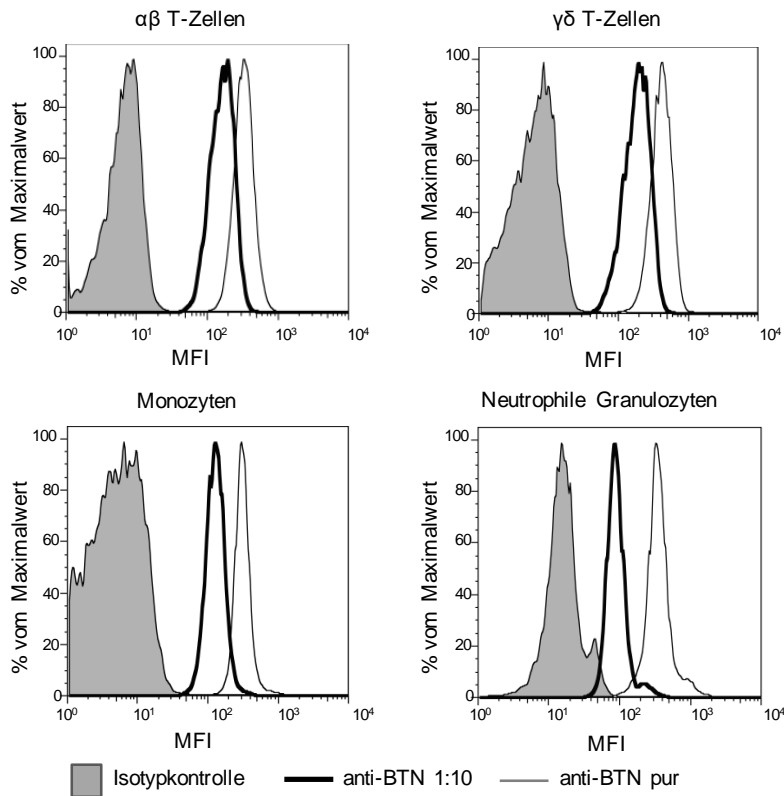 αβ T-Zellen
γδ T-Zellen
% vom Maximalwert
100
80
60
40
20
0
10⁰ 10¹ 10² 10³ 10⁴
MFI
% vom Maximalwert
100
80
60
40
20
0
10⁰ 10¹ 10² 10³ 10⁴
MFI
Monozyten
Neutrophile Granulozyten
% vom Maximalwert
100
80
60
40
20
0
10⁰ 10¹ 10² 10³ 10⁴
MFI
% vom Maximalwert
100
80
60
40
20
0
10⁰ 10¹ 10² 10³ 10⁴
MFI
Isotypkontrolle anti-BTN 1:10 anti-BTN pur